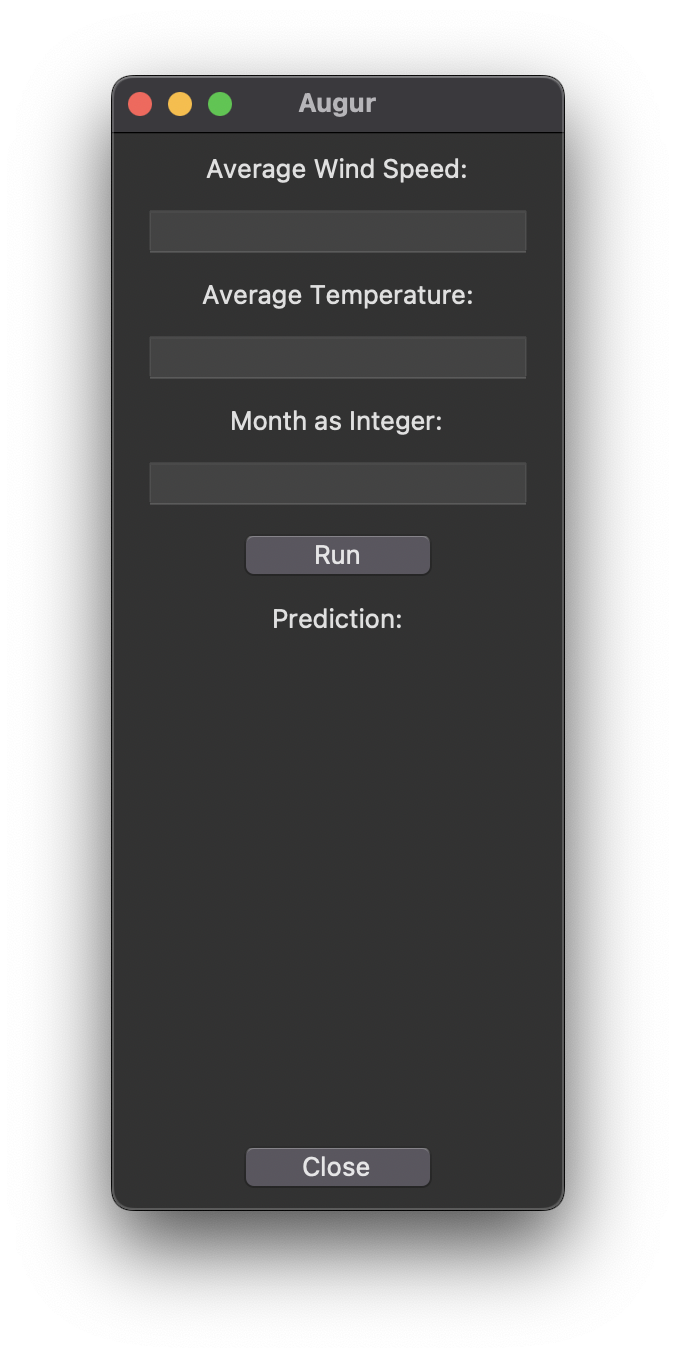 Augur
Average Wind Speed:
Average Temperature:
Month as Integer:
Run
Prediction:
Close